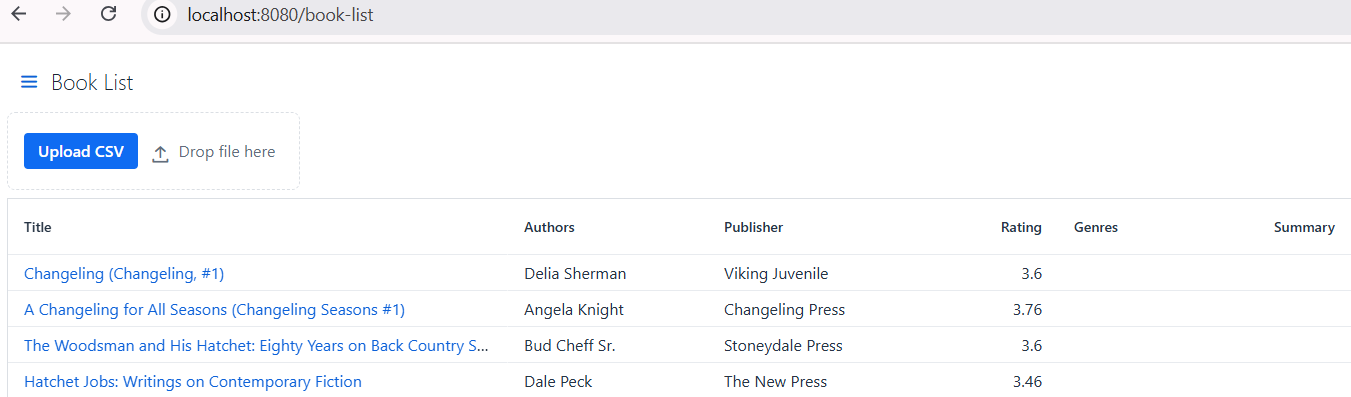 localhost:8080/book-list
Book List
Upload CSV Drop file here
Title Authors Publisher Rating Genres Summary
Changeling (Changeling, #1) Delia Sherman Viking Juvenile 3.6
A Changeling for All Seasons (Changeling Seasons #1) Angela Knight Changeling Press 3.76
The Woodsman and His Hatchet: Eighty Years on Back Country S... Bud Cheff Sr. Stoneydale Press 3.6
Hatchet Jobs: Writings on Contemporary Fiction Dale Peck The New Press 3.46